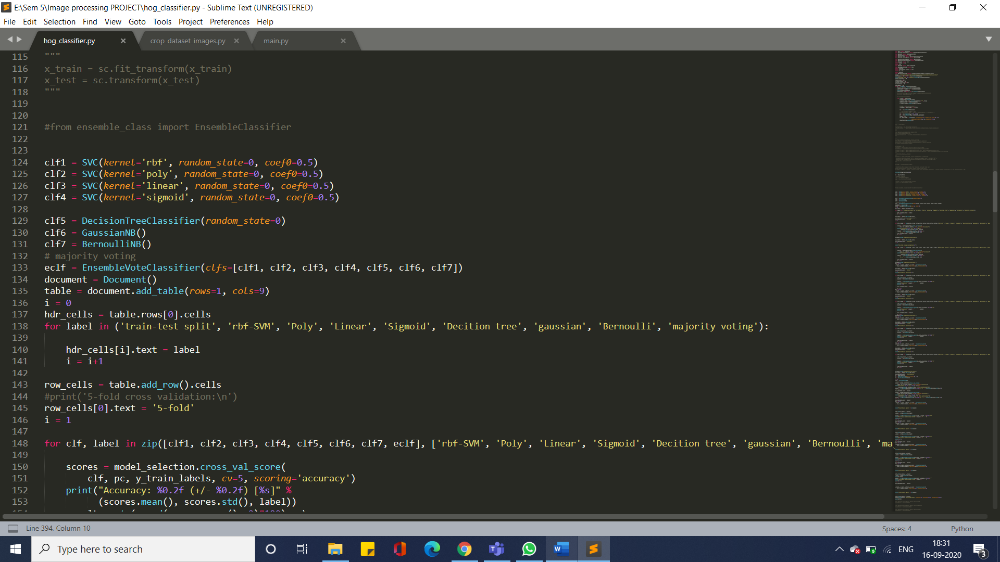 E:\Sem 5\Image processing PROJECT\hog_classifier.py - Sublime Text (UNREGISTERED)
File Edit Selection Find View Goto Tools Project Preferences Help
hog_classifier.py crop_dataset_images.py main.py
115 """
116 x_train = sc.fit_transform(x_train)
117 x_test = sc.transform(x_test)
118 """
119
120
121 #from ensemble_class import EnsembleClassifier
122
123
124 clf1 = SVC(kernel='rbf', random_state=0, coef0=0.5)
125 clf2 = SVC(kernel='poly', random_state=0, coef0=0.5)
126 clf3 = SVC(kernel='linear', random_state=0, coef0=0.5)
127 clf4 = SVC(kernel='sigmoid', random_state=0, coef0=0.5)
128
129 clf5 = DecisionTreeClassifier(random_state=0)
130 clf6 = GaussianNB()
131 clf7 = BernoulliNB()
132 # majority voting
133 eclf = EnsembleVoteClassifier(clfs=[clf1, clf2, clf3, clf4, clf5, clf6, clf7])
134 document = Document()
135 table = document.add_table(rows=1, cols=9)
136 i = 0
137 hdr_cells = table.rows[0].cells
138 for label in ('train-test split', 'rbf-SVM', 'Poly', 'Linear', 'Sigmoid', 'Decition tree', 'gaussian', 'Bernoulli', 'majority voting'):
139
140 hdr_cells[i].text = label
141 i = i+1
142
143 row_cells = table.add_row().cells
144 #print('5-fold cross validation:\n')
145 row_cells[0].text = '5-fold'
146 i = 1
147
148 for clf, label in zip([clf1, clf2, clf3, clf4, clf5, clf6, clf7, eclf], ['rbf-SVM', 'Poly', 'Linear', 'Sigmoid', 'Decition tree', 'gaussian', 'Bernoulli', 'ma
149
150 scores = model_selection.cross_val_score(
151 clf, pc, y_train_labels, cv=5, scoring='accuracy')
152 print("Accuracy: %0.2f (+/- %0.2f) [%s]" %
153 (scores.mean(), scores.std(), label))
Line 394, Column 10 Spaces: 4 Python
Type here to search
ENG
18:31
16-09-2020
3